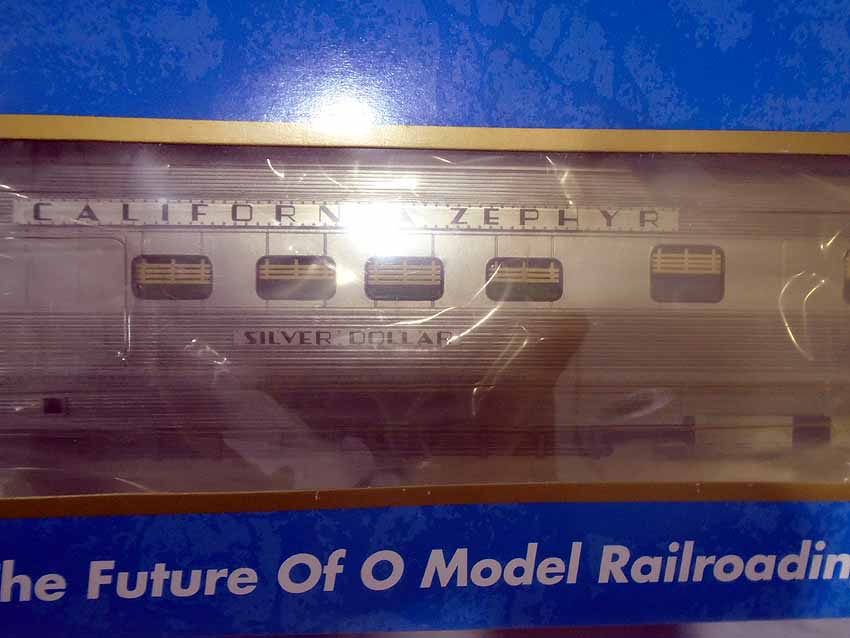 CALIFORNIA ZEPHYR
SILVER DOLLAR
he Future Of O Model Railroadin